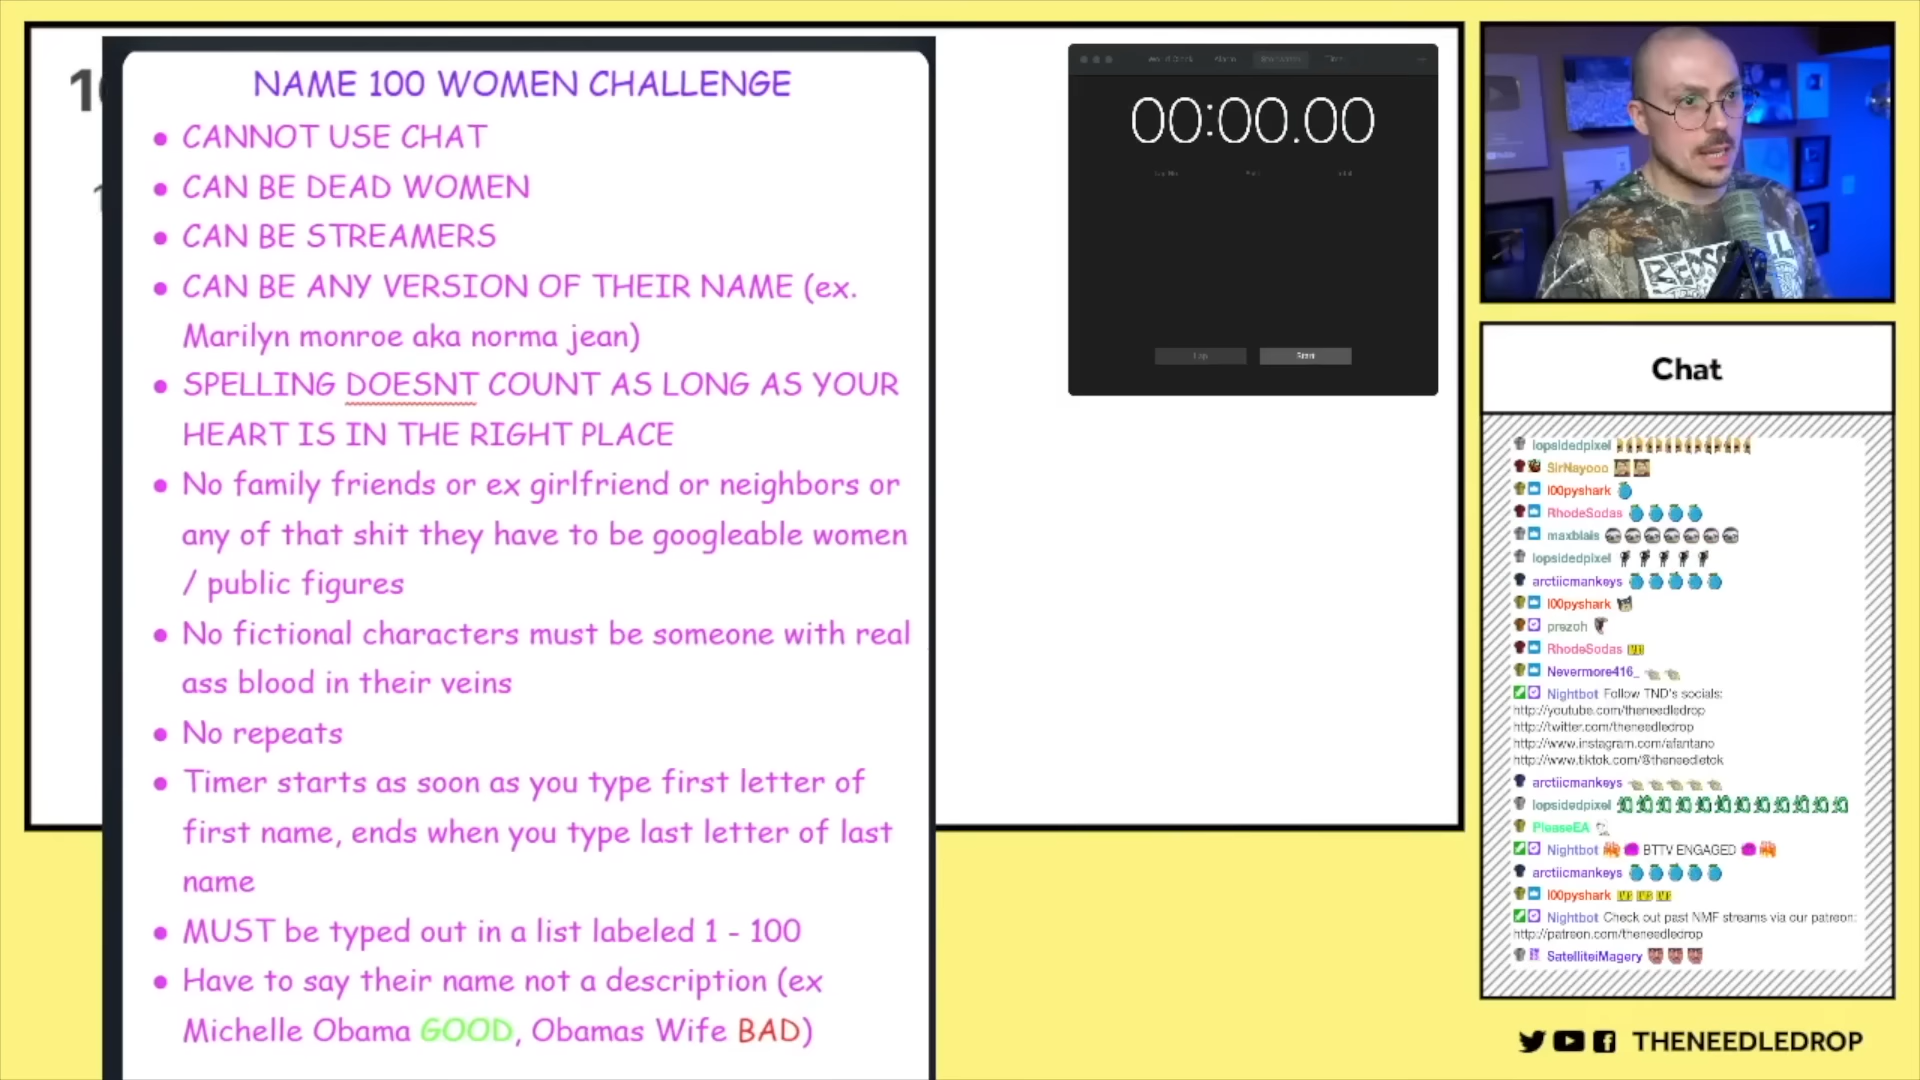 NAME 100 WOMEN CHALLENGE
CANNOT USE CHAT
CAN BE DEAD WOMEN
CAN BE STREAMERS
CAN BE ANY VERSION OF THEIR NAME (ex.
Marilyn monroe aka norma jean)
SPELLING DOESNT COUNT AS LONG AS YOUR
HEART IS IN THE RIGHT PLACE
No family friends or ex girlfriend or neighbors or
any of that shit they have to be googleable women
/ public figures
No fictional characters must be someone with real
ass blood in their veins
No repeats
Timer starts as soon as you type first letter of
first name, ends when you type last letter of last
name
MUST be typed out in a list labeled 1 - 100
Have to say their name not a description (ex
Michelle Obama GOOD, Obamas Wife BAD)
00:00.00
Lap Start
Chat
lopsidedpixel
SirNayooo
l00pyshark
RhodeSodas
maxblais
lopsidedpixel
arctiicmankeys
l00pyshark
prezoh
RhodeSodas
Nevermore416_
Nightbot Follow TND's socials:
http://youtube.com/theneedledrop
http://twitter.com/theneedledrop
http://www.instagram.com/afantano
http://www.tiktok.com/@theneedletok
arctiicmankeys
lopsidedpixel
PleaseEA
Nightbot BTTV ENGAGED
arctiicmankeys
l00pyshark
Nightbot Check out past NMF streams via our patreon:
http://patreon.com/theneedledrop
SatelliteiMagery
THENEEDLEDROP